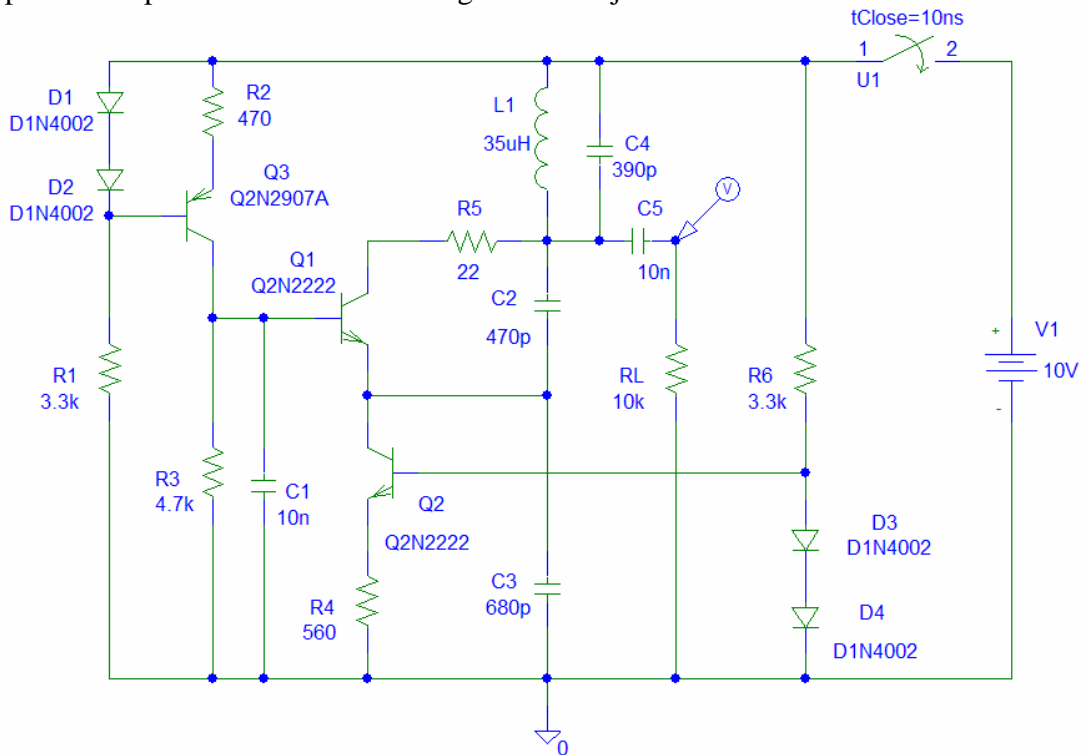 tClose=10ns
1
2
U1
D1
D1N4002
R2
470
L1
35uH
C4
390p
D2
D1N4002
Q3
Q2N2907A
V
R5
22
C5
10n
Q1
Q2N2222
C2
470p
+
V1
10V
-
R1
3.3k
RL
10k
R6
3.3k
R3
4.7k
C1
10n
Q2
Q2N2222
D3
D1N4002
C3
680p
R4
560
D4
D1N4002
0